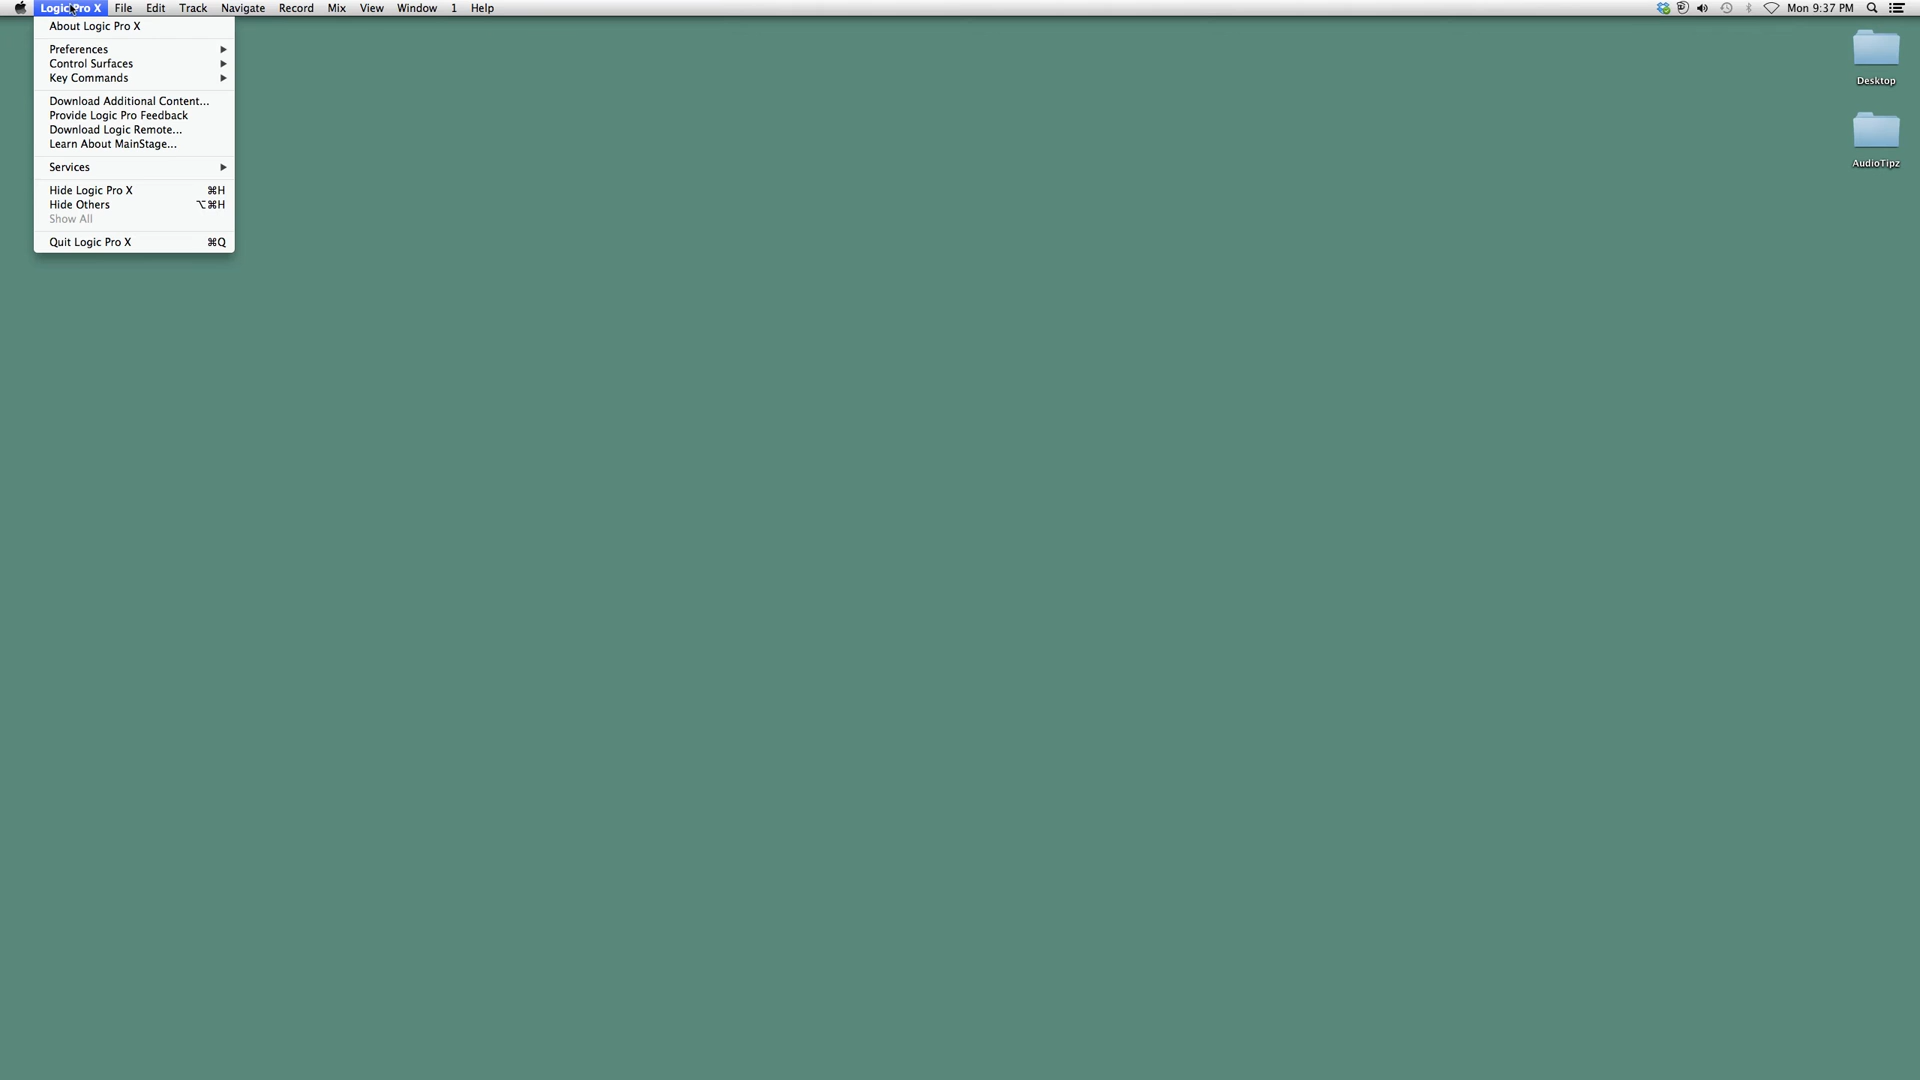 Logic Pro X File Edit Track Navigate Record Mix View Window 1 Help Mon 9:37 PM
About Logic Pro X
Preferences
Control Surfaces
Key Commands
Download Additional Content...
Provide Logic Pro Feedback
Download Logic Remote...
Learn About MainStage...
Services
Hide Logic Pro X ⌘H
Hide Others ⌥⌘H
Show All
Quit Logic Pro X ⌘Q
Desktop
AudioTipz